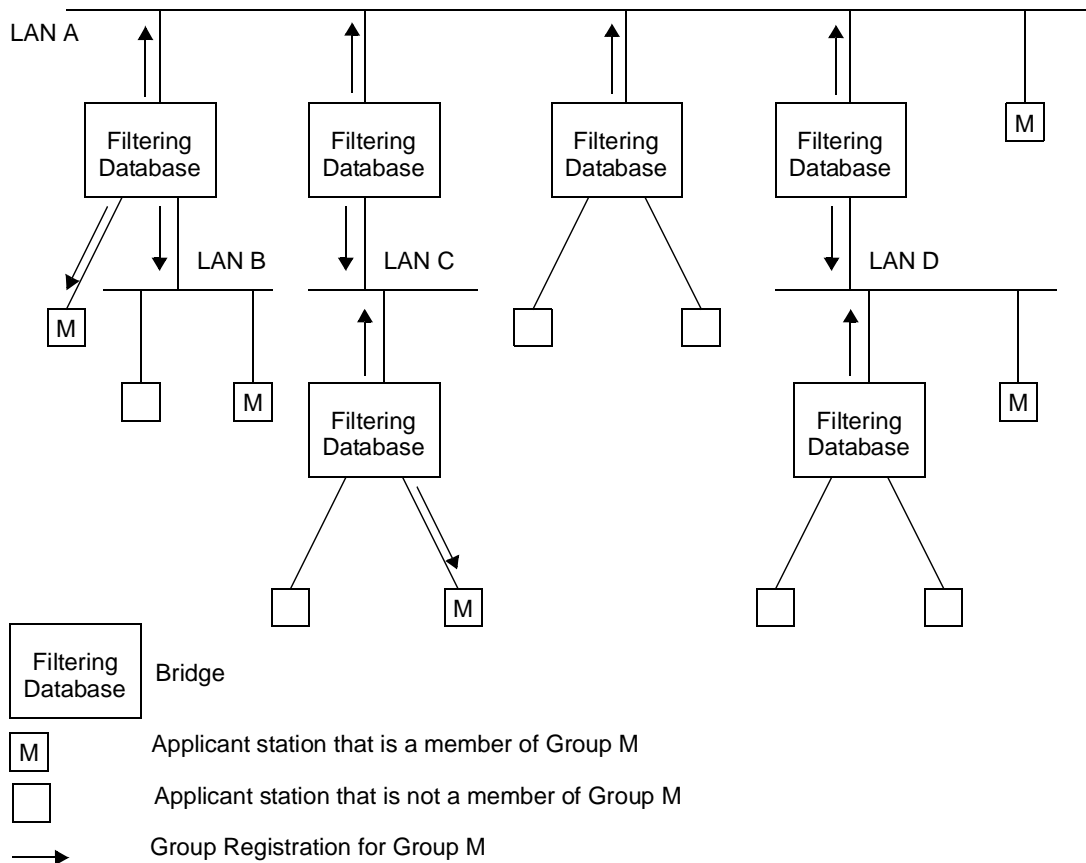 LAN A
M
Filtering
Database
Filtering
Database
Filtering
Database
Filtering
Database
LAN B
LAN C
LAN D
M
M
M
Filtering
Database
Filtering
Database
M
Filtering
Database
Bridge
M
Applicant station that is a member of Group M
Applicant station that is not a member of Group M
Group Registration for Group M